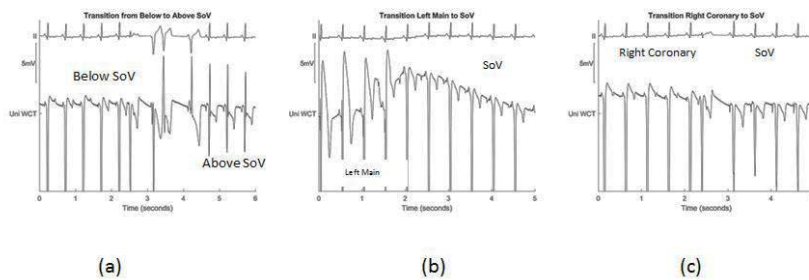 Transition from Below to Above SoV
II
5mV
Below SoV
Uni WCT
Above SoV
0 1 2 3 4 5 6
Time (seconds)
(a)
Transition Left Main to SoV
II
5mV
SoV
Uni WCT
Left Main
0 1 2 3 4 5
Time (seconds)
(b)
Transition Right Coronary to SoV
II
Right Coronary
SoV
5mV
Uni WCT
0 1 2 3 4 5
Time (seconds)
(c)